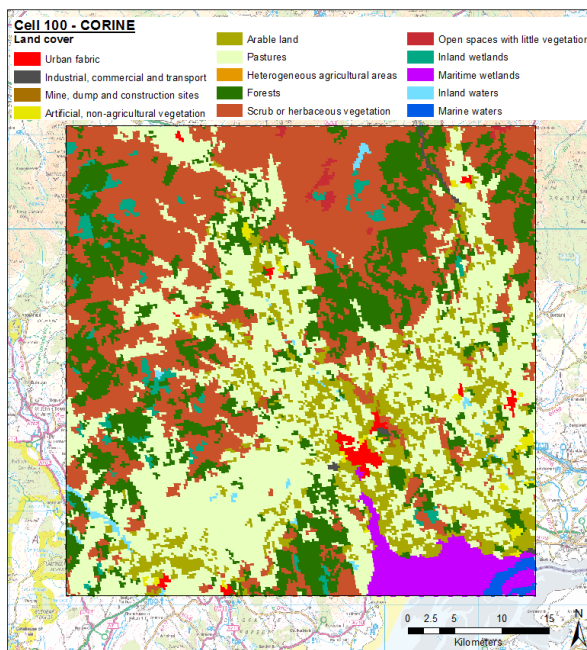 Cell 100 - CORINE
Land cover
Urban fabric
Industrial, commercial and transport
Mine, dump and construction sites
Artificial, non-agricultural vegetation
Arable land
Pastures
Heterogeneous agricultural areas
Forests
Scrub or herbaceous vegetation
Open spaces with little vegetation
Inland wetlands
Maritime wetlands
Inland waters
Marine waters
0 2.5 5 10 15
Kilometers
N